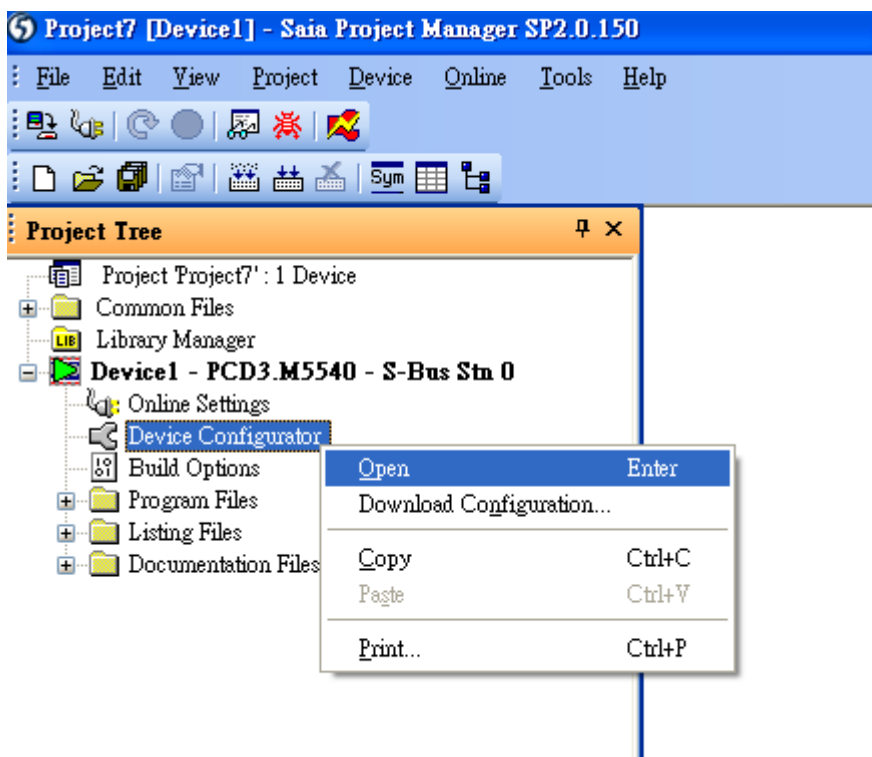 Project7 [Device1] - Saia Project Manager SP2.0.150
File Edit View Project Device Online Tools Help
Sym
Project Tree
Project 'Project7' : 1 Device
Common Files
LIB Library Manager
Device1 - PCD3.M5540 - S-Bus Stn 0
Online Settings
Device Configurator
Build Options
Program Files
Listing Files
Documentation Files
Open Enter
Download Configuration...
Copy Ctrl+C
Paste Ctrl+V
Print... Ctrl+P